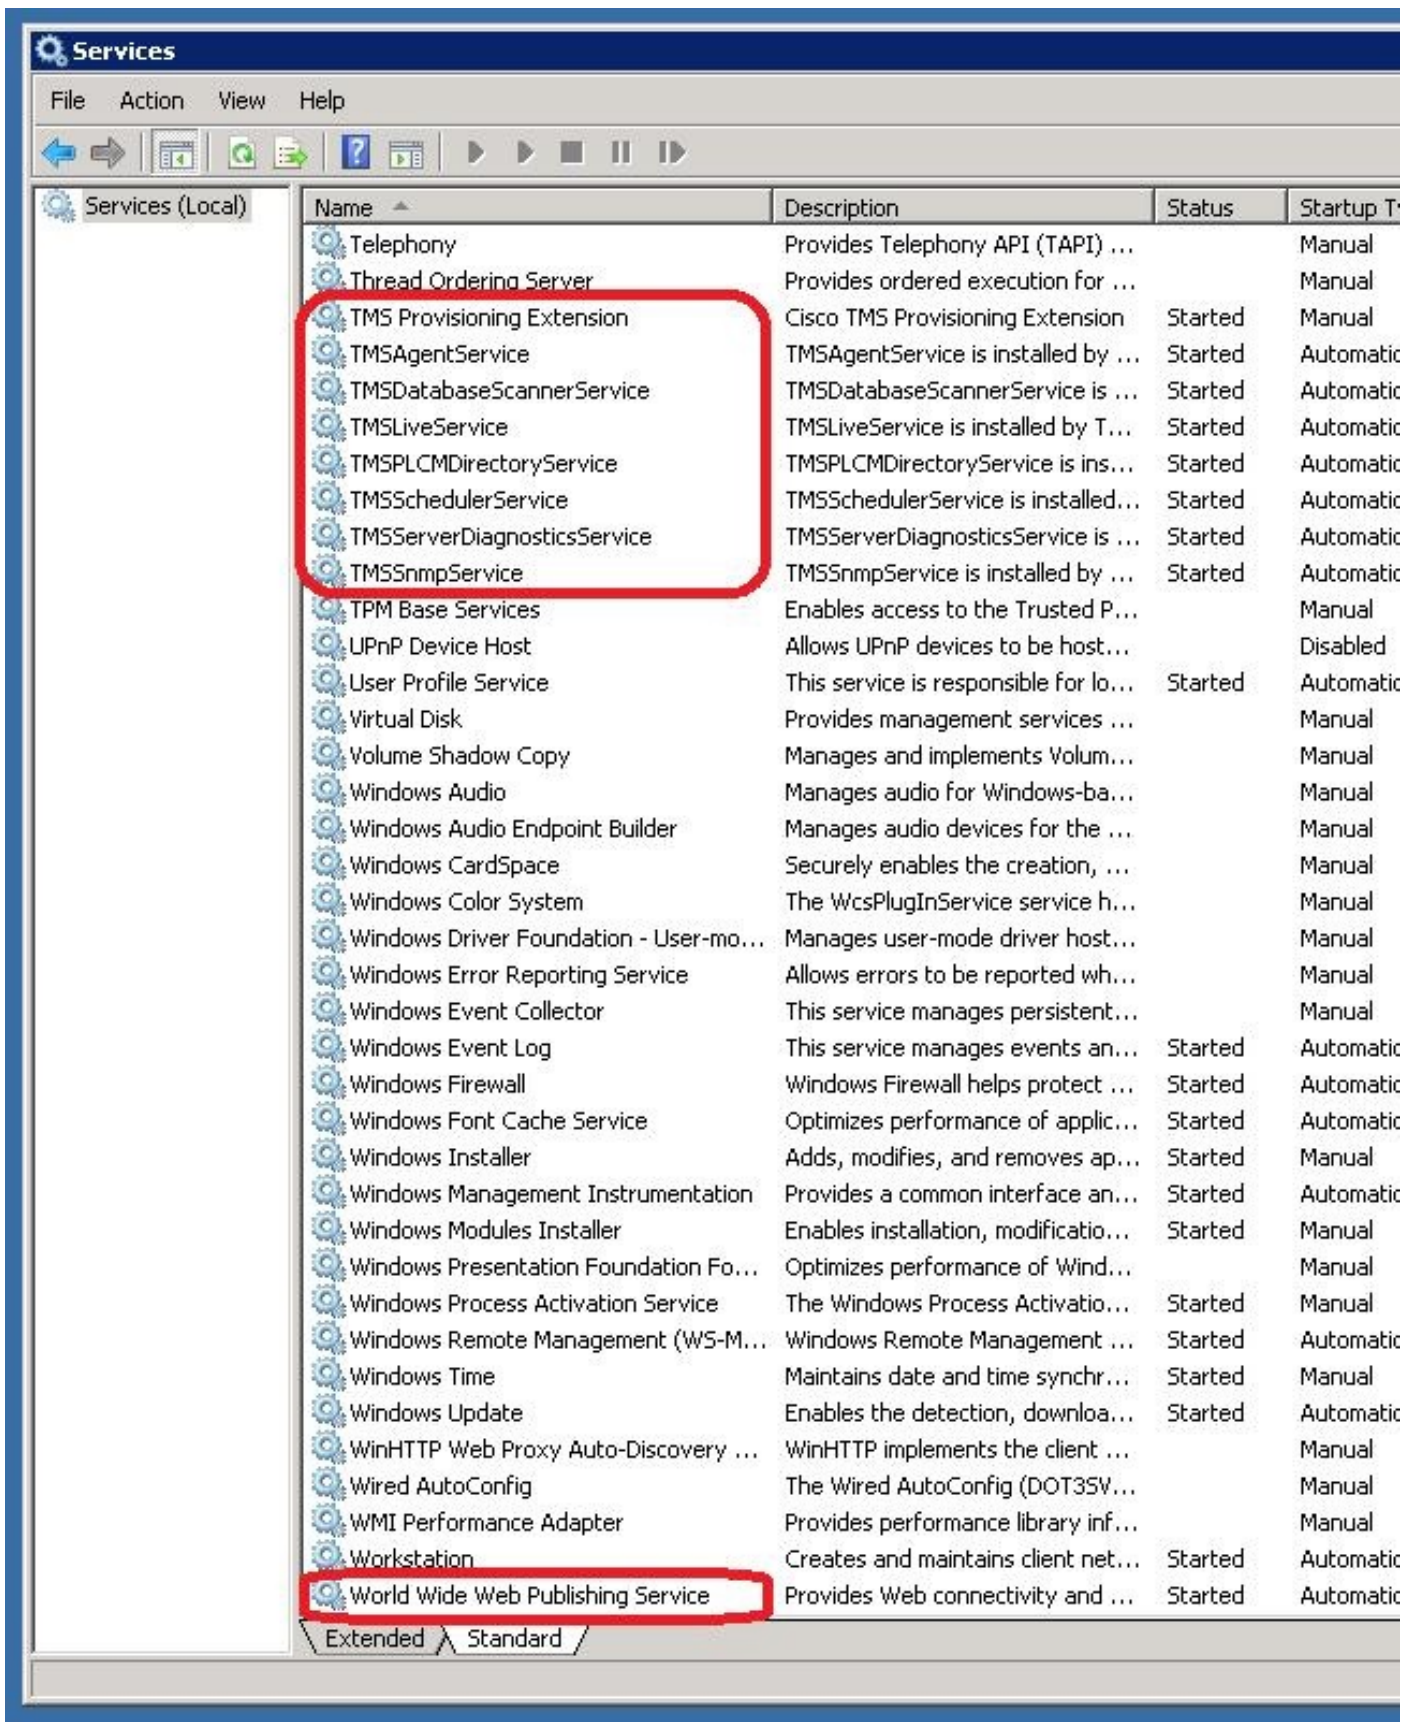 Services
File Action View Help
Services (Local)
Name Description Status Startup T
Telephony Provides Telephony API (TAPI) ... Manual
Thread Ordering Server Provides ordered execution for ... Manual
TMS Provisioning Extension Cisco TMS Provisioning Extension Started Manual
TMSAgentService TMSAgentService is installed by ... Started Automatic
TMSDatabaseScannerService TMSDatabaseScannerService is ... Started Automatic
TMSLiveService TMSLiveService is installed by T... Started Automatic
TMSPLCMDirectoryService TMSPLCMDirectoryService is ins... Started Automatic
TMSSchedulerService TMSSchedulerService is installed... Started Automatic
TMSServerDiagnosticsService TMSServerDiagnosticsService is ... Started Automatic
TMSSnmpService TMSSnmpService is installed by ... Started Automatic
TPM Base Services Enables access to the Trusted P... Manual
UPnP Device Host Allows UPnP devices to be host... Disabled
User Profile Service This service is responsible for lo... Started Automatic
Virtual Disk Provides management services ... Manual
Volume Shadow Copy Manages and implements Volum... Manual
Windows Audio Manages audio for Windows-ba... Manual
Windows Audio Endpoint Builder Manages audio devices for the ... Manual
Windows CardSpace Securely enables the creation, ... Manual
Windows Color System The WcsPlugInService service h... Manual
Windows Driver Foundation - User-mo... Manages user-mode driver host... Manual
Windows Error Reporting Service Allows errors to be reported wh... Manual
Windows Event Collector This service manages persistent... Manual
Windows Event Log This service manages events an... Started Automatic
Windows Firewall Windows Firewall helps protect ... Started Automatic
Windows Font Cache Service Optimizes performance of applic... Started Automatic
Windows Installer Adds, modifies, and removes ap... Started Manual
Windows Management Instrumentation Provides a common interface an... Started Automatic
Windows Modules Installer Enables installation, modificatio... Started Manual
Windows Presentation Foundation Fo... Optimizes performance of Wind... Manual
Windows Process Activation Service The Windows Process Activatio... Started Manual
Windows Remote Management (WS-M... Windows Remote Management ... Started Automatic
Windows Time Maintains date and time synchr... Started Manual
Windows Update Enables the detection, downloa... Started Automatic
WinHTTP Web Proxy Auto-Discovery ... WinHTTP implements the client ... Manual
Wired AutoConfig The Wired AutoConfig (DOT3SV... Manual
WMI Performance Adapter Provides performance library inf... Manual
Workstation Creates and maintains client net... Started Automatic
World Wide Web Publishing Service Provides Web connectivity and ... Started Automatic
Extended Standard